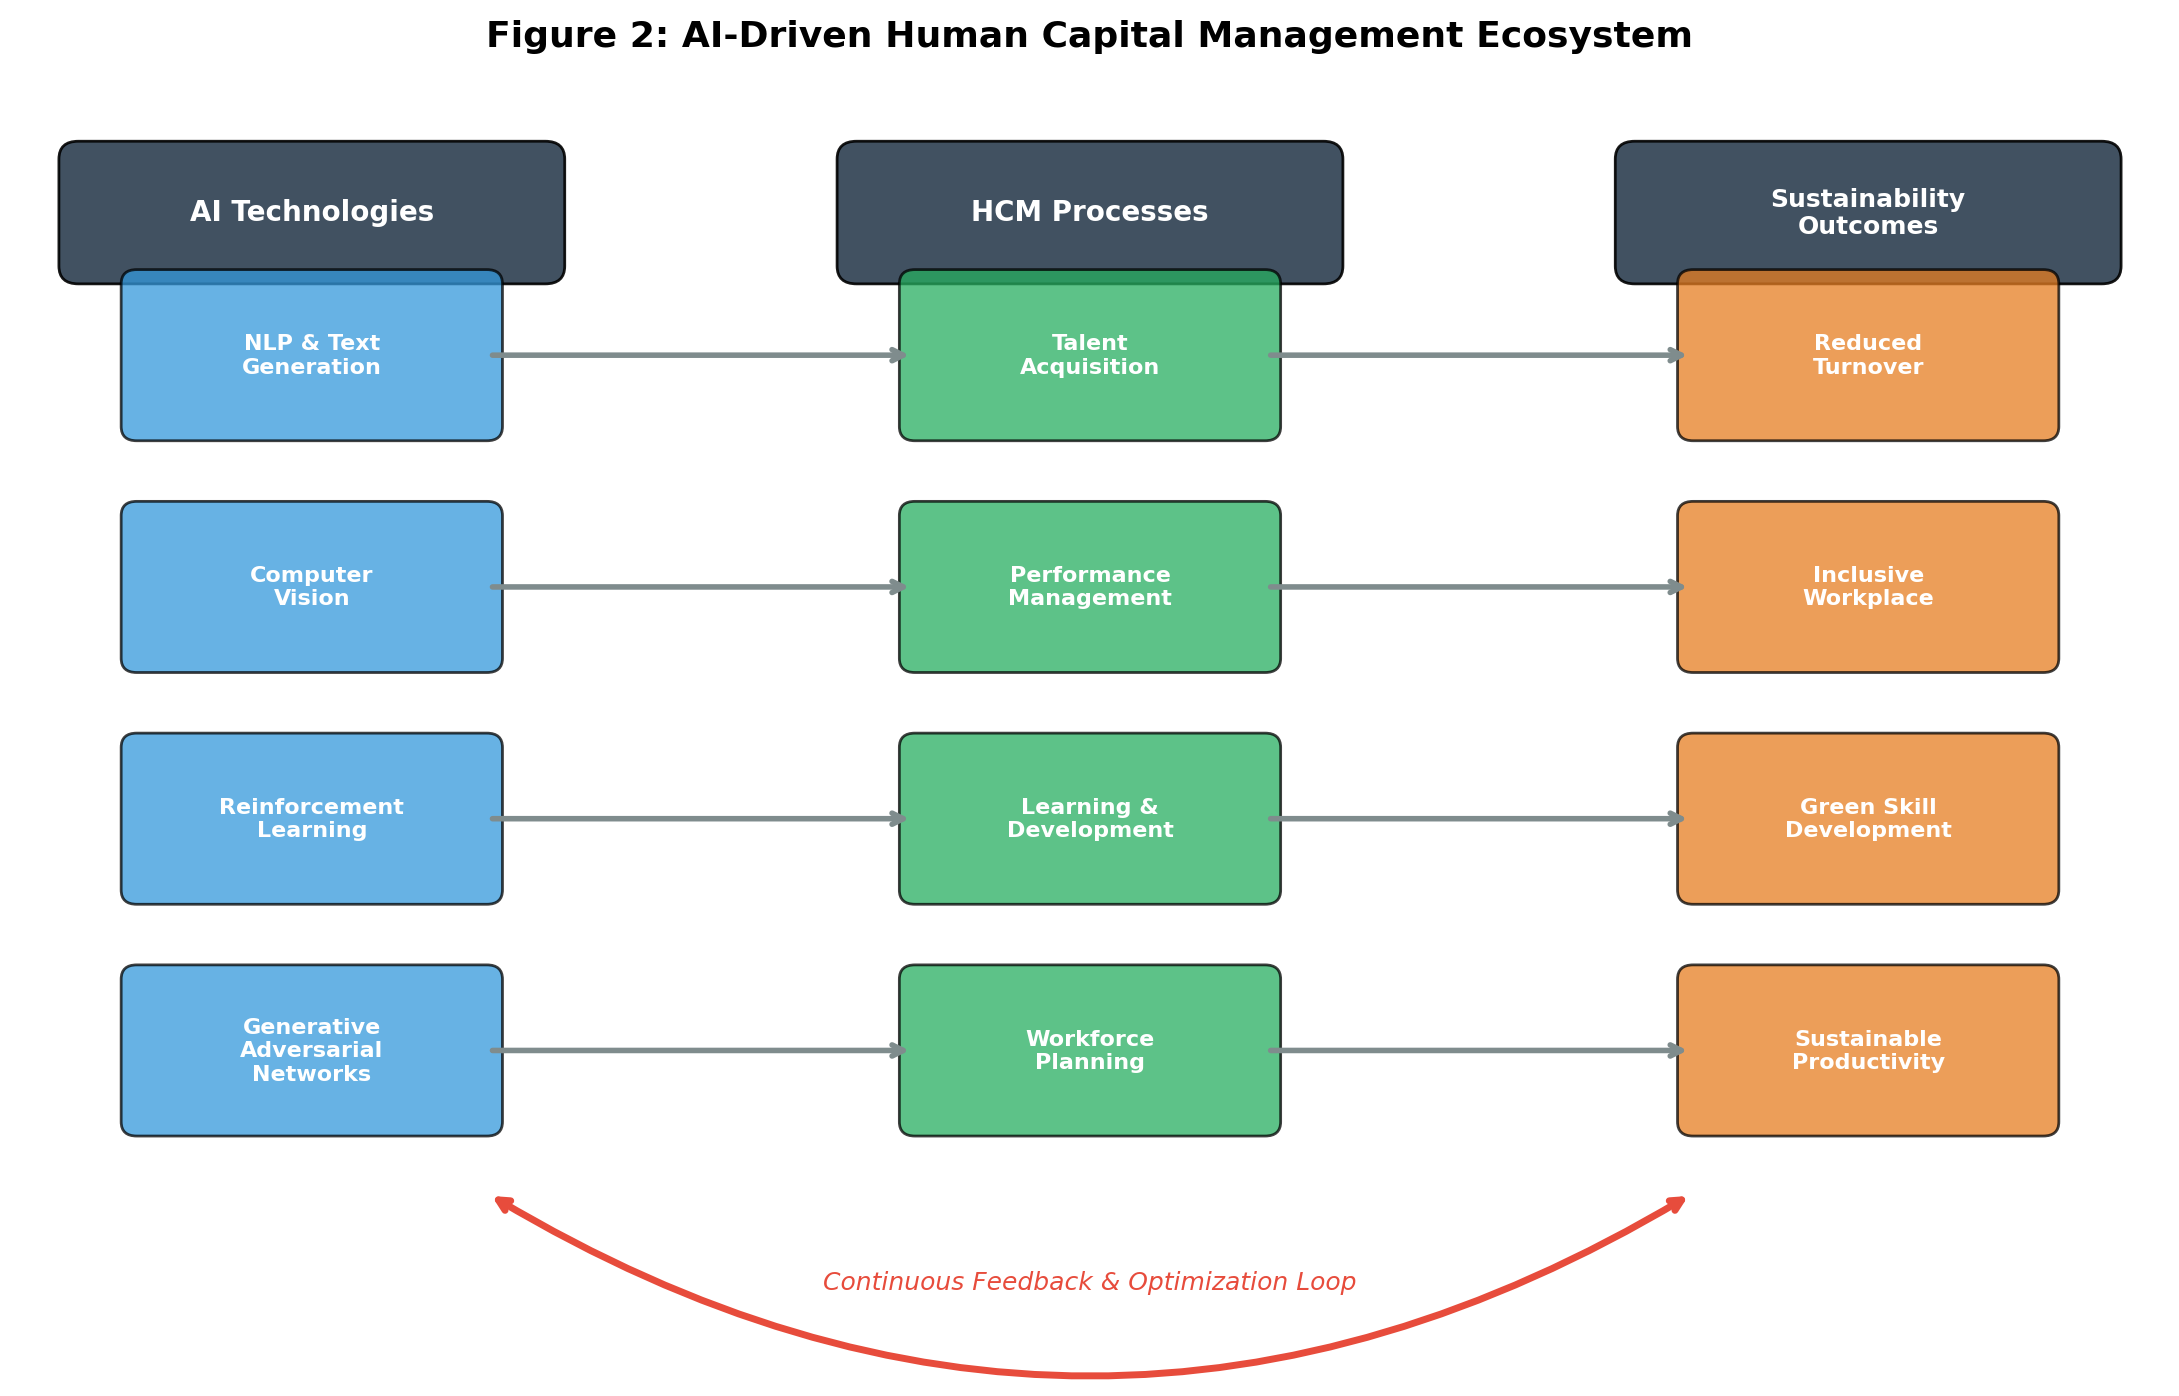 Figure 2: AI-Driven Human Capital Management Ecosystem
AI Technologies
HCM Processes
Sustainability
Outcomes
NLP & Text
Generation
Talent
Acquisition
Reduced
Turnover
Computer
Vision
Performance
Management
Inclusive
Workplace
Reinforcement
Learning
Learning &
Development
Green Skill
Development
Generative
Adversarial
Networks
Workforce
Planning
Sustainable
Productivity
Continuous Feedback & Optimization Loop